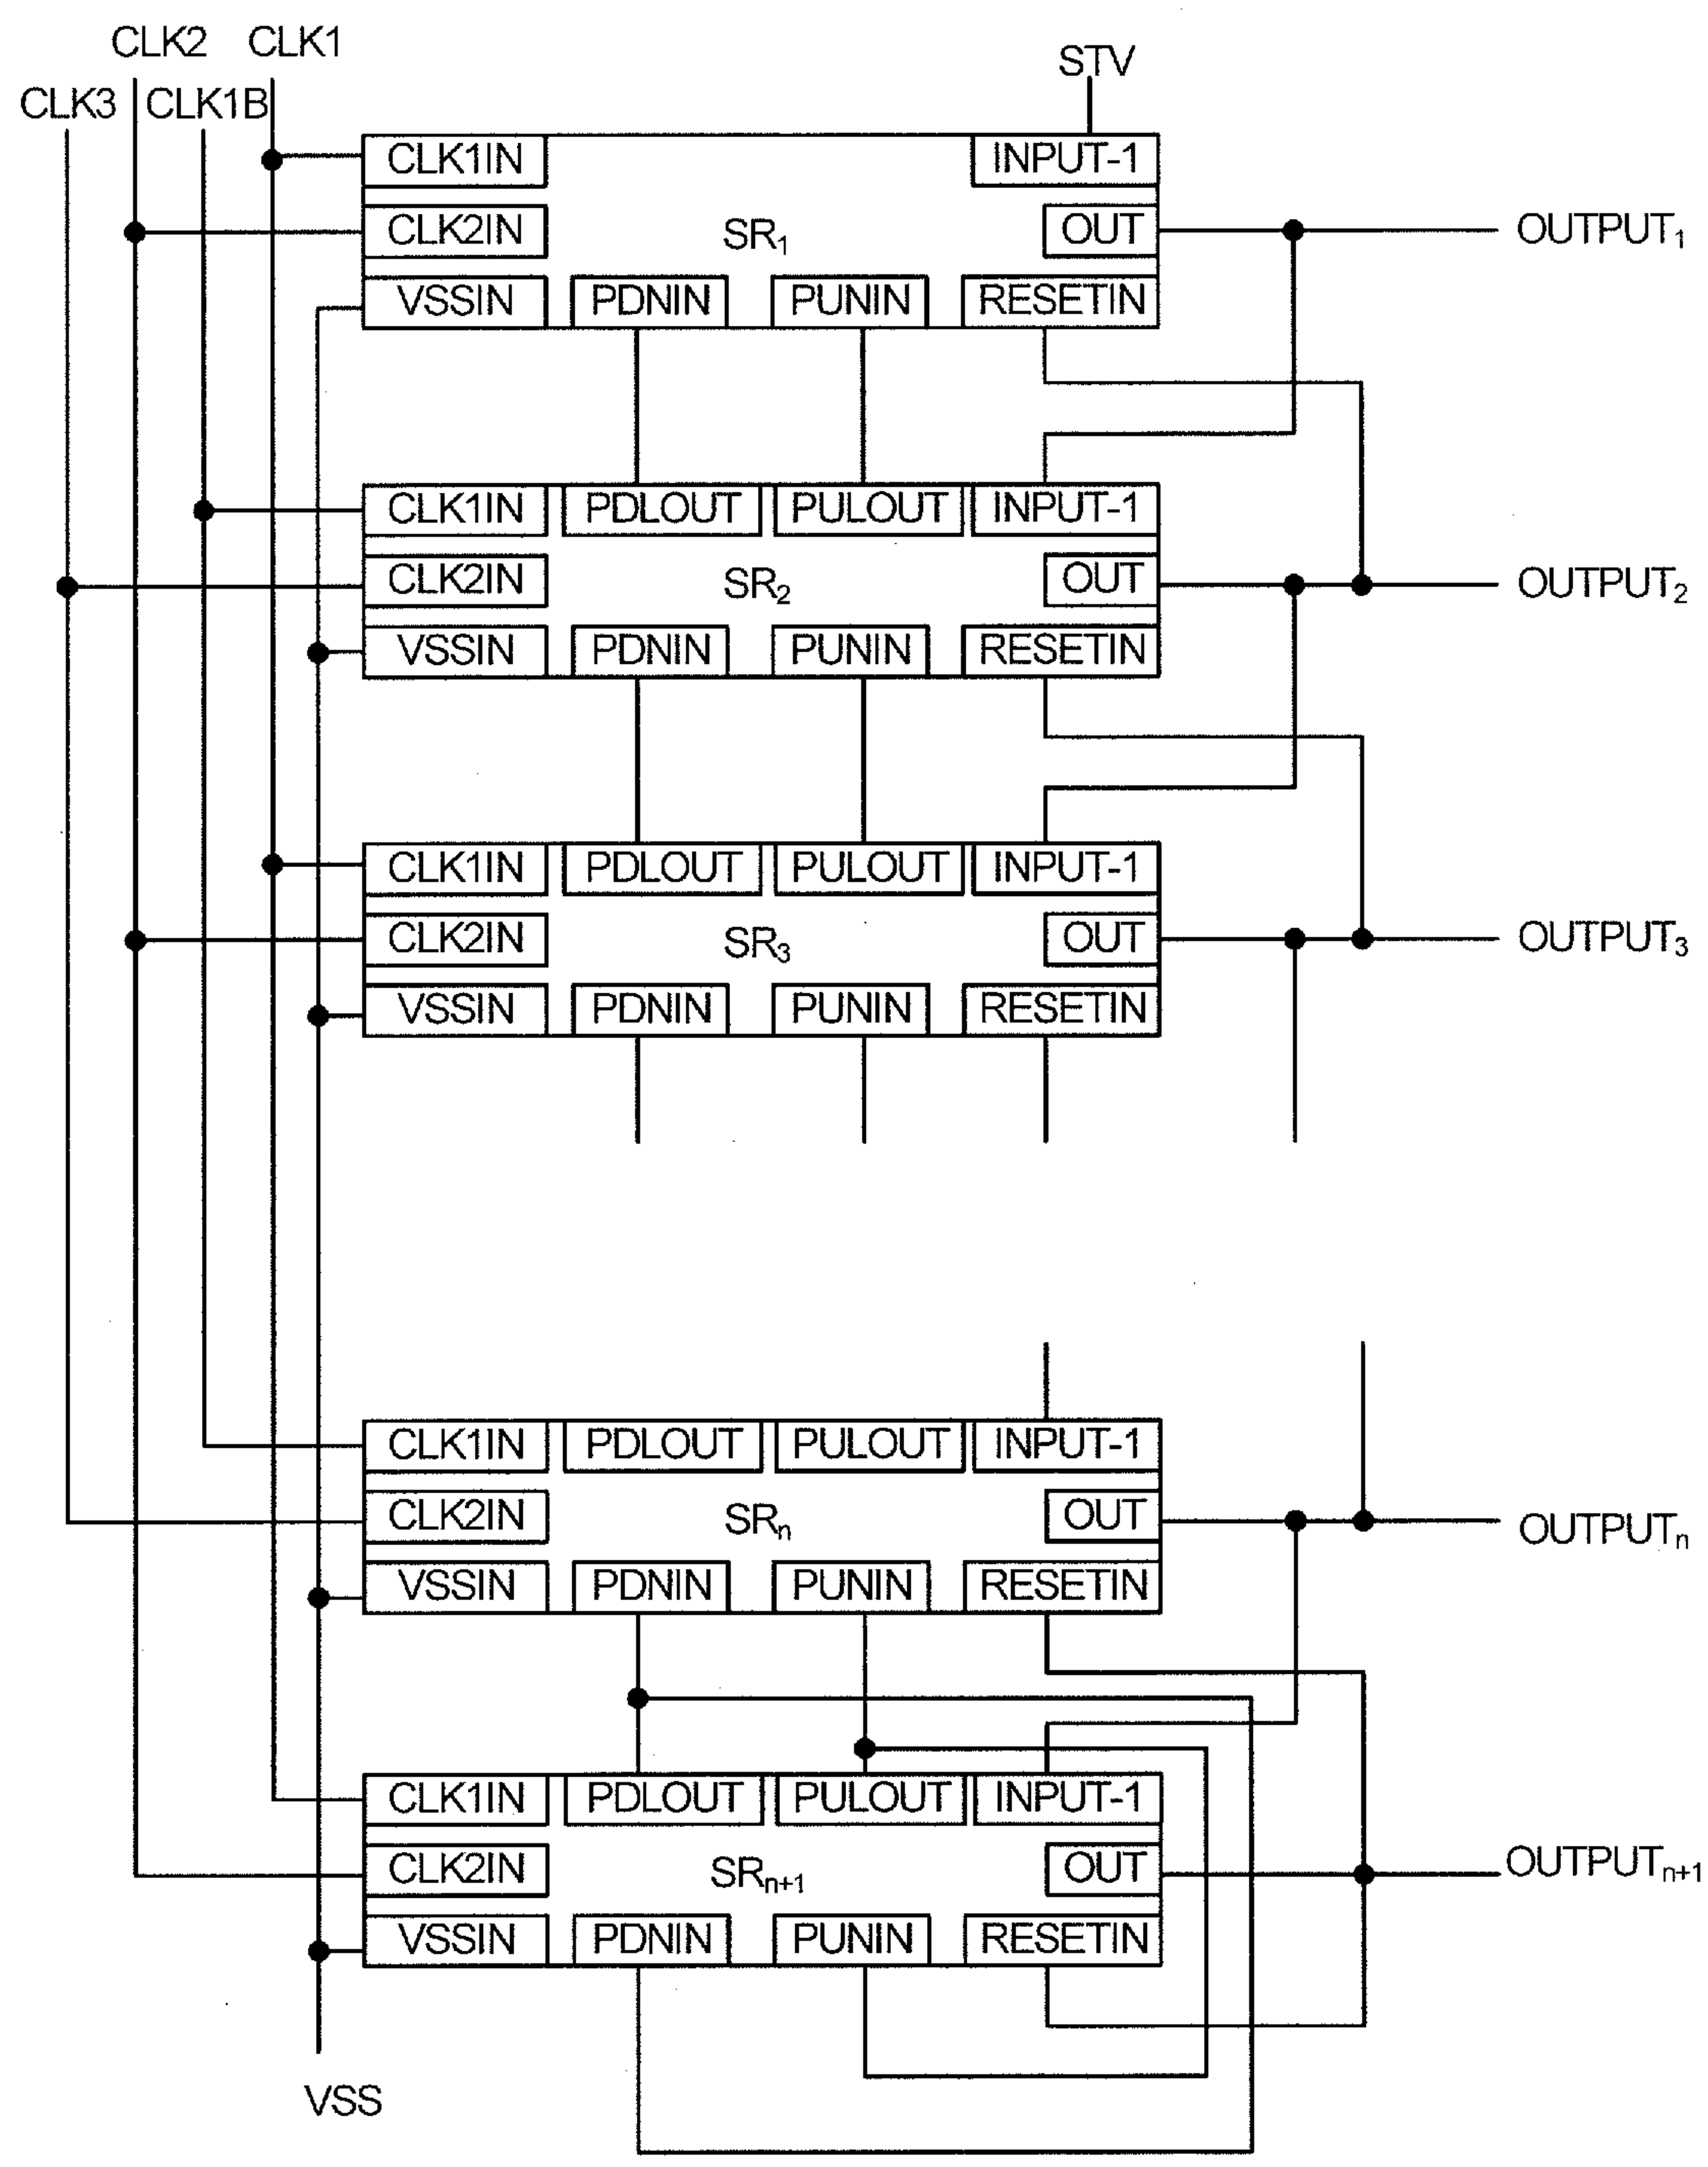 CLK2 CLK1
STV
CLK3 CLK1B
CLK1IN INPUT-1
CLK2IN SR₁ OUT OUTPUT₁
VSSIN PDNIN PUNIN RESETIN
CLK1IN PDLOUT PULOUT INPUT-1
CLK2IN SR₂ OUT OUTPUT₂
VSSIN PDNIN PUNIN RESETIN
CLK1IN PDLOUT PULOUT INPUT-1
CLK2IN SR₃ OUT OUTPUT₃
VSSIN PDNIN PUNIN RESETIN
CLK1IN PDLOUT PULOUT INPUT-1
CLK2IN SRₙ OUT OUTPUTₙ
VSSIN PDNIN PUNIN RESETIN
CLK1IN PDLOUT PULOUT INPUT-1
CLK2IN SRₙ₊₁ OUT OUTPUTₙ₊₁
VSSIN PDNIN PUNIN RESETIN
VSS